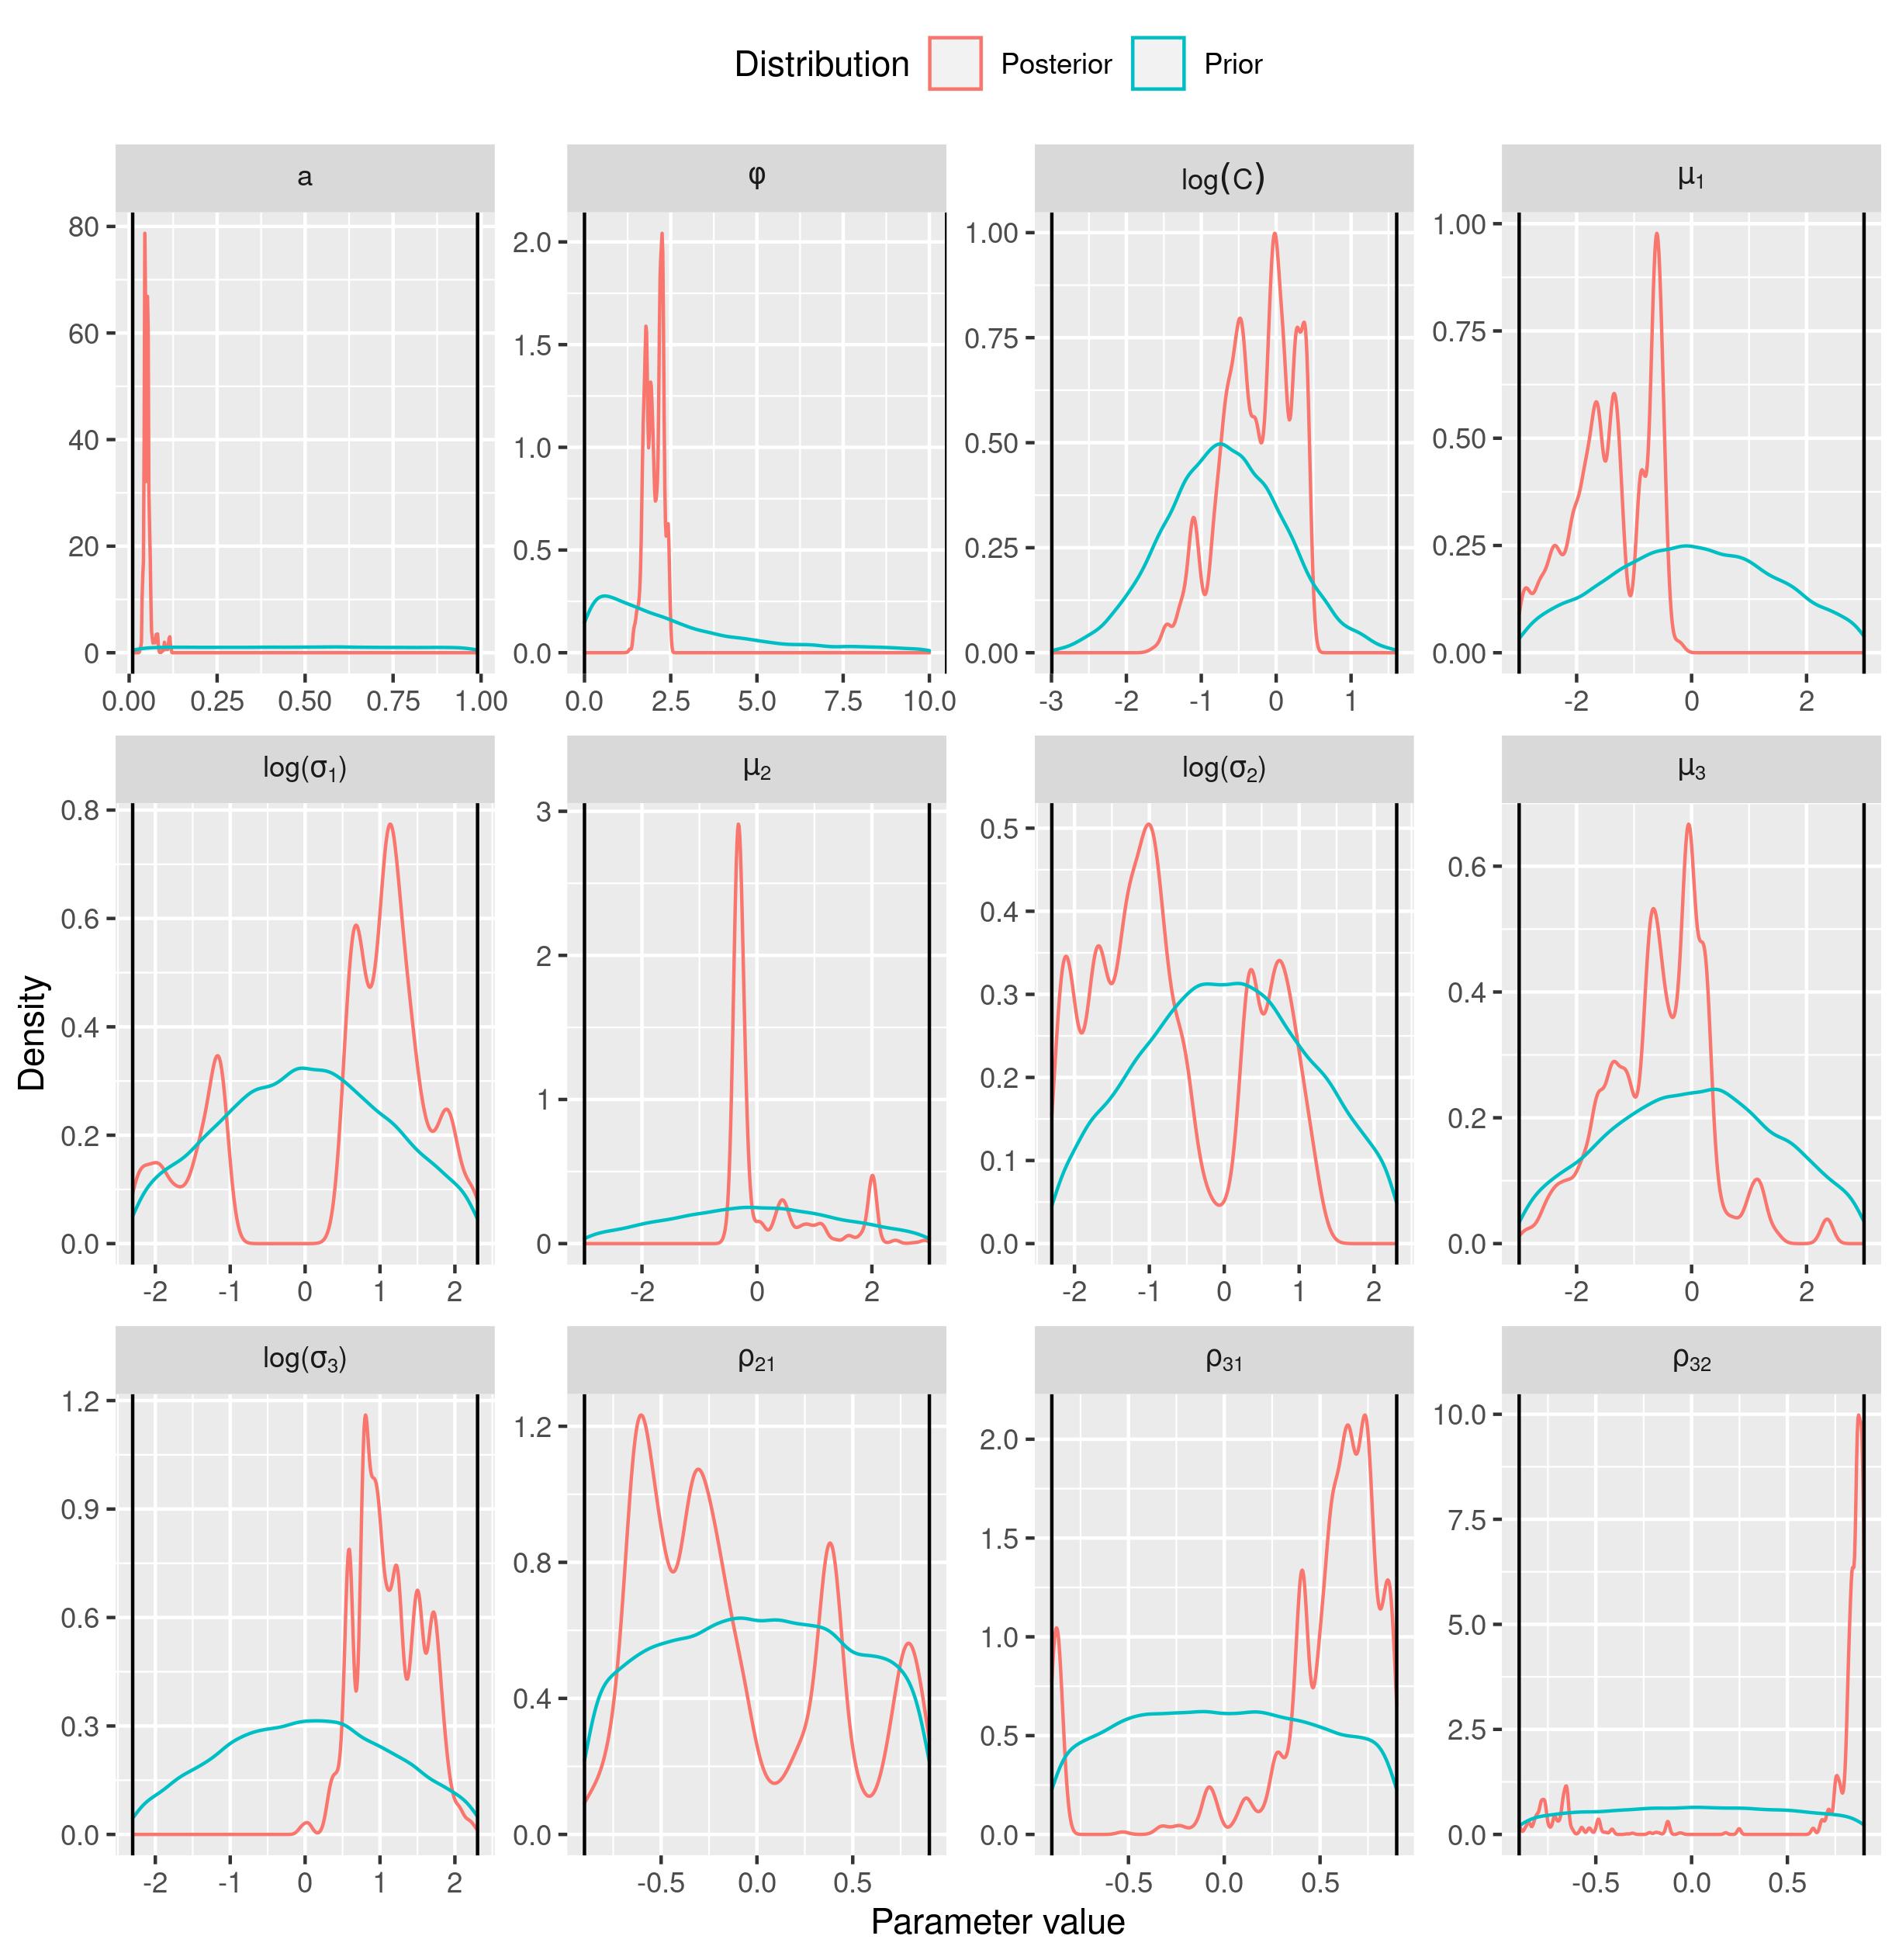 Distribution Posterior Prior
a φ log(C) μ₁
80 2.0 1.00 1.00
60 1.5 0.75 0.75
40 1.0 0.50 0.50
20 0.5 0.25 0.25
0 0.0 0.00 0.00
0.00 0.25 0.50 0.75 1.00 0.0 2.5 5.0 7.5 10.0 -3 -2 -1 0 1 -2 0 2
log(σ₁) μ₂ log(σ₂) μ₃
0.8 3 0.5 0.6
0.6 2 0.4 0.4
0.4 1 0.3 0.2
0.2 0 0.2 0.0
0.0 0.1
0.0
-2 -1 0 1 2 -2 0 2 -2 -1 0 1 2 -2 0 2
Density
log(σ₃) ρ₂₁ ρ₃₁ ρ₃₂
1.2 1.2 2.0 10.0
0.9 0.8 1.5 7.5
0.6 0.4 1.0 5.0
0.3 0.0 0.5 2.5
0.0 0.0 0.0
-2 -1 0 1 2 -0.5 0.0 0.5 -0.5 0.0 0.5 -0.5 0.0 0.5
Parameter value